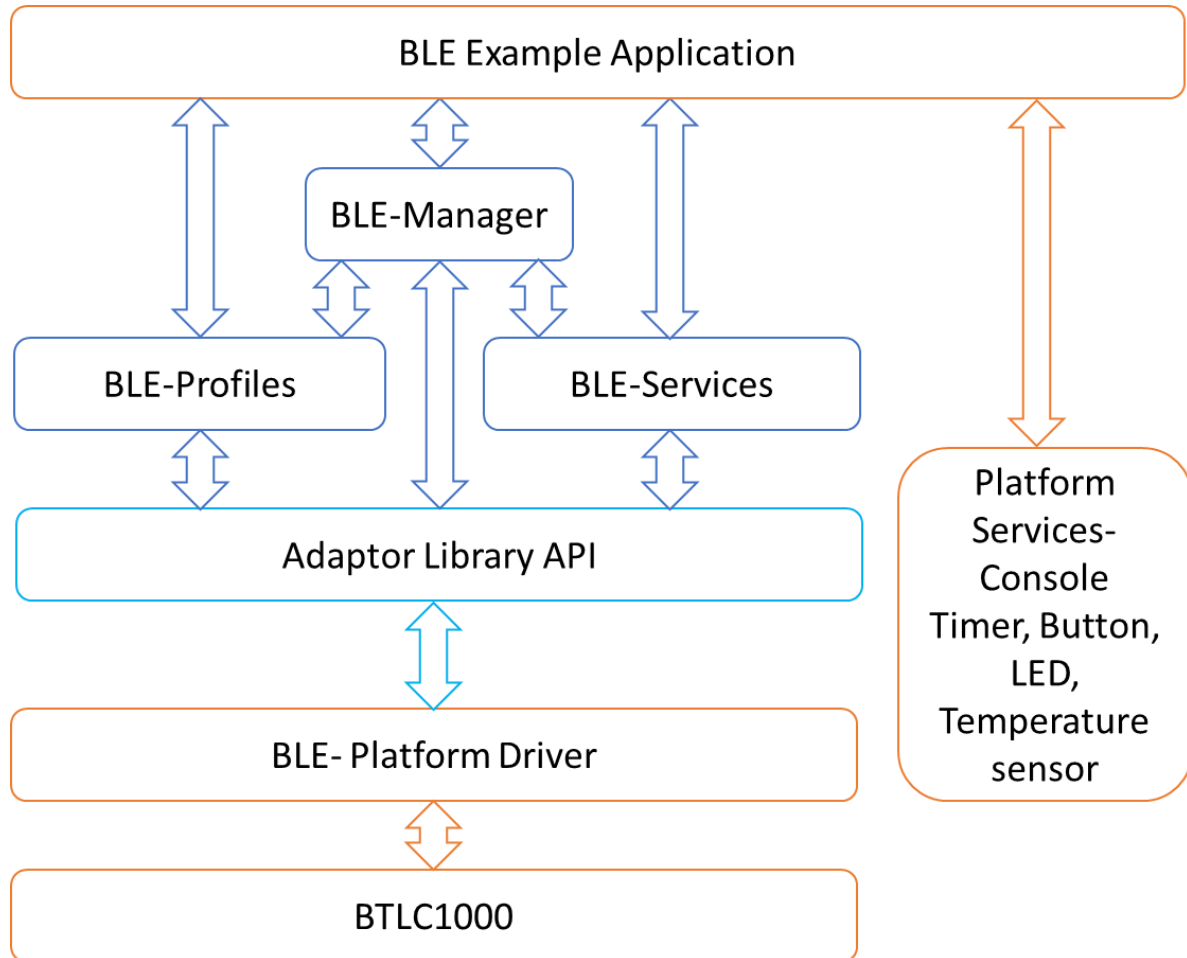 BLE Example Application
BLE-Manager
BLE-Profiles
BLE-Services
Adaptor Library API
Platform
Services-
Console
Timer, Button,
LED,
Temperature
sensor
BLE- Platform Driver
BTLC1000